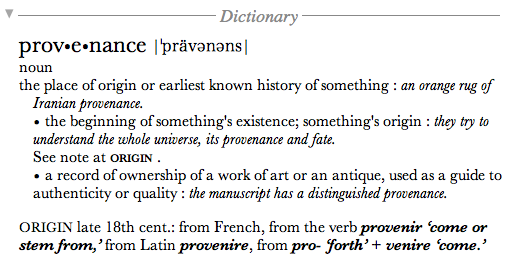 Dictionary
prov•e•nance |ˈprävənəns|
noun
the place of origin or earliest known history of something : an orange rug of
Iranian provenance.
• the beginning of something's existence; something's origin : they try to
understand the whole universe, its provenance and fate.
See note at ORIGIN .
• a record of ownership of a work of art or an antique, used as a guide to
authenticity or quality : the manuscript has a distinguished provenance.
ORIGIN late 18th cent.: from French, from the verb provenir ‘come or
stem from,’ from Latin provenire, from pro- ‘forth’ + venire ‘come.’